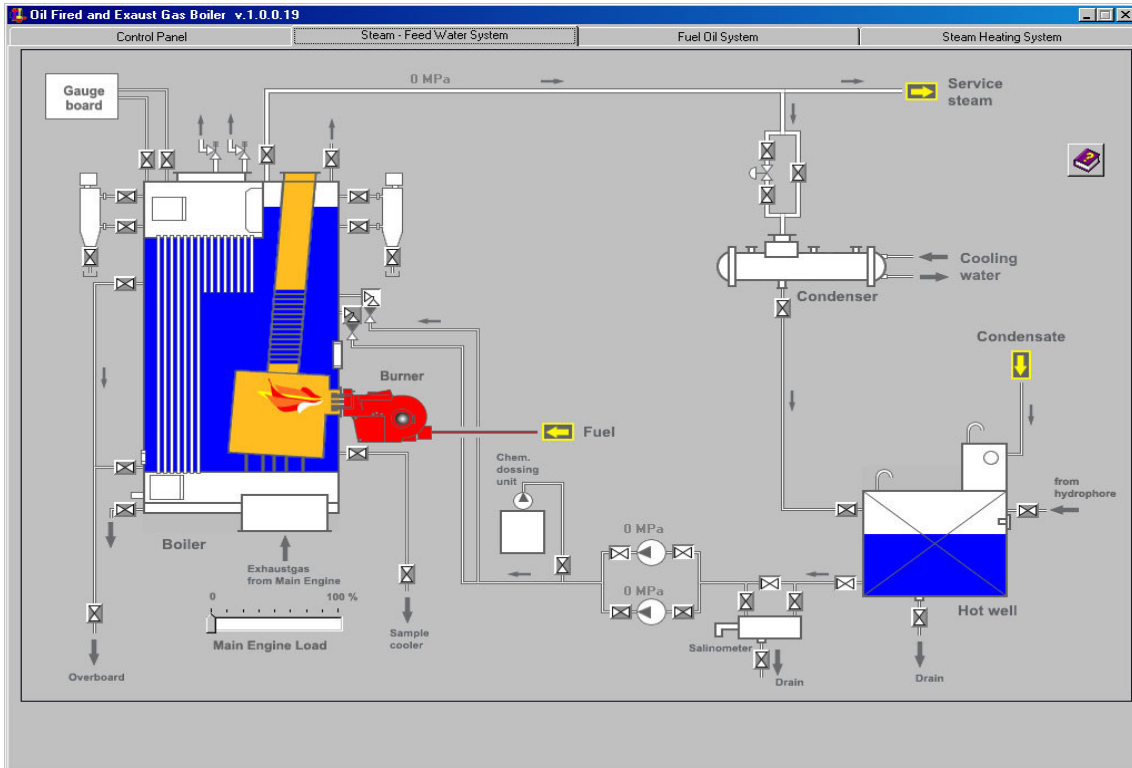 Oil Fired and Exaust Gas Boiler v.1.0.0.19
Control Panel
Steam - Feed Water System
Fuel Oil System
Steam Heating System
Gauge
board
0 MPa
Service
steam
Cooling
water
Condenser
Condensate
Burner
Fuel
Chem.
dossing
unit
from
hydrophore
Boiler
Exhaustgas
from Main Engine
0 100 %
Main Engine Load
Sample
cooler
Overboard
0 MPa
0 MPa
Salinometer
Drain
Hot well
Drain